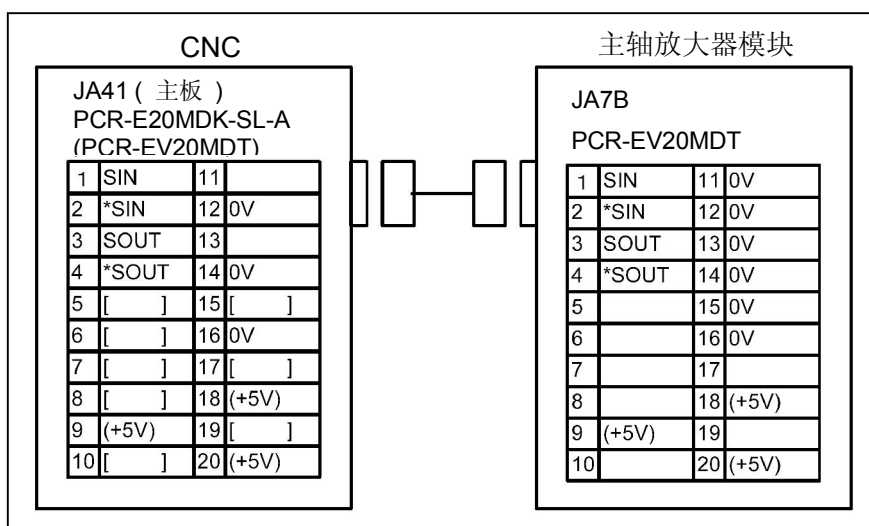 CNC
JA41 ( 主板 )
PCR-E20MDK-SL-A
(PCR-EV20MDT)
1 SIN 11
2 *SIN 12 0V
3 SOUT 13
4 *SOUT 14 0V
5 [ ] 15 [ ]
6 [ ] 16 0V
7 [ ] 17 [ ]
8 [ ] 18 (+5V)
9 (+5V) 19 [ ]
10 [ ] 20 (+5V)
主轴放大器模块
JA7B
PCR-EV20MDT
1 SIN 11 0V
2 *SIN 12 0V
3 SOUT 13 0V
4 *SOUT 14 0V
5 15 0V
6 16 0V
7 17
8 18 (+5V)
9 (+5V) 19
10 20 (+5V)